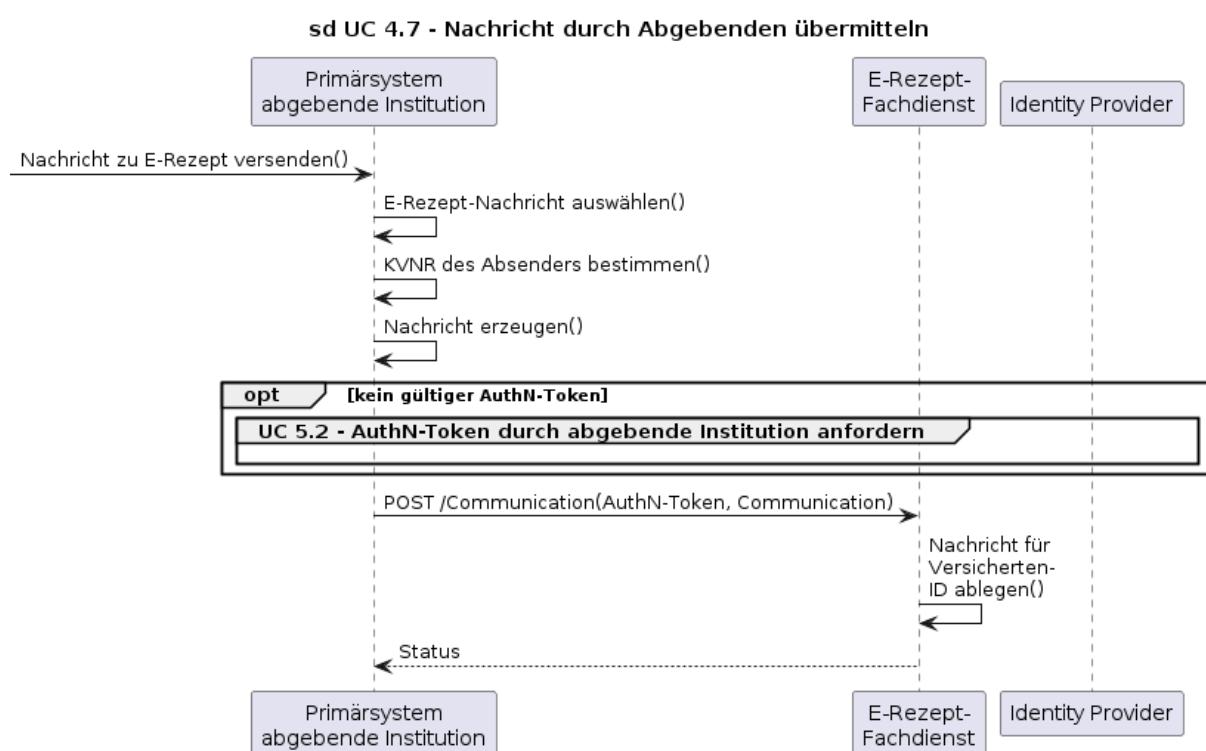 sd UC 4.7 - Nachricht durch Abgebenden übermitteln
Primärsystem
abgebende Institution
E-Rezept-
Fachdienst
Identity Provider
Nachricht zu E-Rezept versenden()
E-Rezept-Nachricht auswählen()
KVNR des Absenders bestimmen()
Nachricht erzeugen()
opt [kein gültiger AuthN-Token]
UC 5.2 - AuthN-Token durch abgebende Institution anfordern
POST /Communication(AuthN-Token, Communication)
Nachricht für
Versicherten-
ID ablegen()
Status
Primärsystem
abgebende Institution
E-Rezept-
Fachdienst
Identity Provider